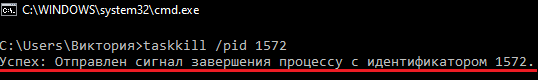 C:\WINDOWS\system32\cmd.exe
C:\Users\Виктория>taskkill /pid 1572
Успех: Отправлен сигнал завершения процессу с идентификатором 1572.